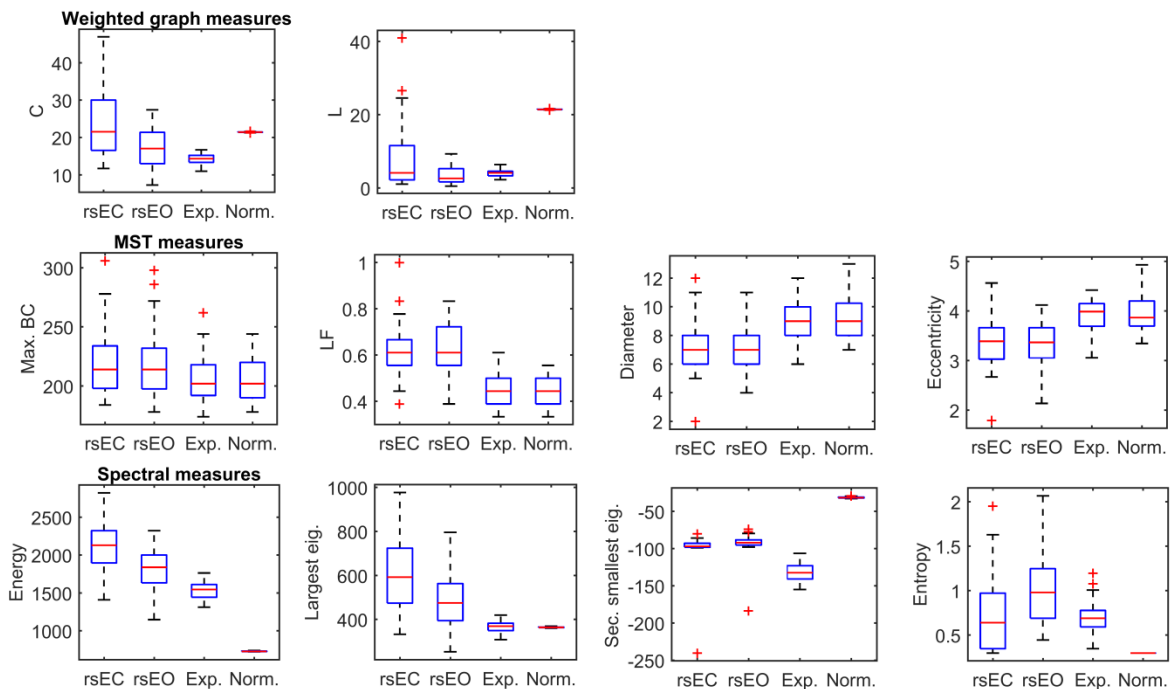 Weighted graph measures
C
40
30
20
10
rsEC rsEO Exp. Norm.
L
40
20
0
rsEC rsEO Exp. Norm.
MST measures
Max. BC
300
250
200
rsEC rsEO Exp. Norm.
LF
1
0.8
0.6
0.4
rsEC rsEO Exp. Norm.
Diameter
12
10
8
6
4
2
rsEC rsEO Exp. Norm.
Eccentricity
5
4
3
2
rsEC rsEO Exp. Norm.
Spectral measures
Energy
2500
2000
1500
1000
rsEC rsEO Exp. Norm.
Largest eig.
1000
800
600
400
rsEC rsEO Exp. Norm.
Sec. smallest eig.
-50
-100
-150
-200
-250
rsEC rsEO Exp. Norm.
Entropy
2
1.5
1
0.5
rsEC rsEO Exp. Norm.